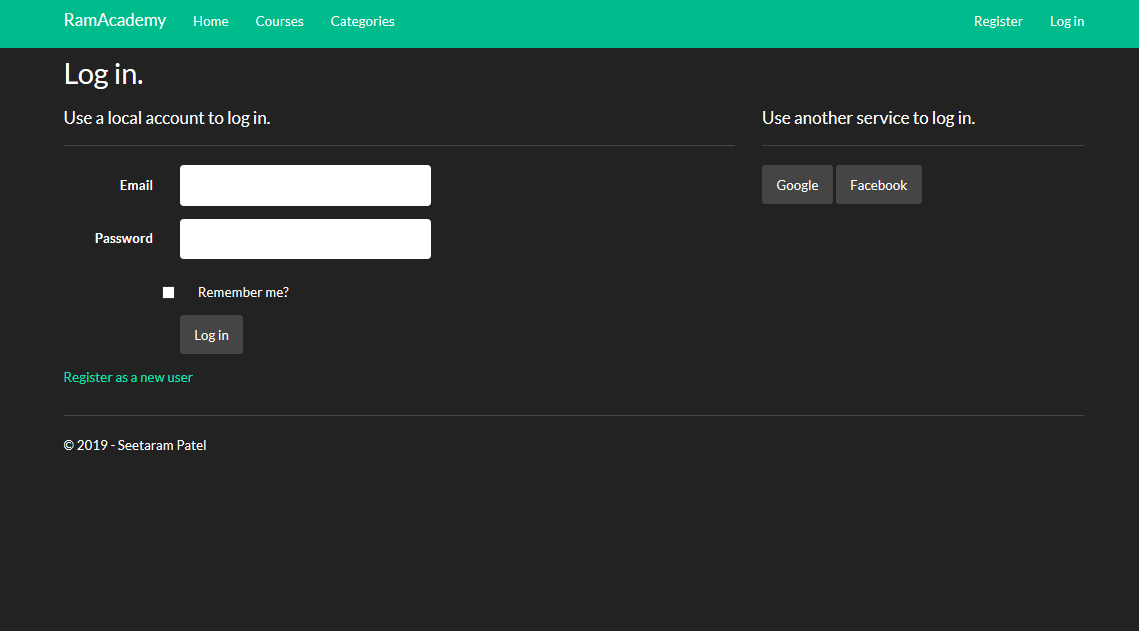 RamAcademy Home Courses Categories Register Log in
Log in.
Use a local account to log in.
Use another service to log in.
Email
Password
Google Facebook
Remember me?
Log in
Register as a new user
© 2019 - Seetaram Patel